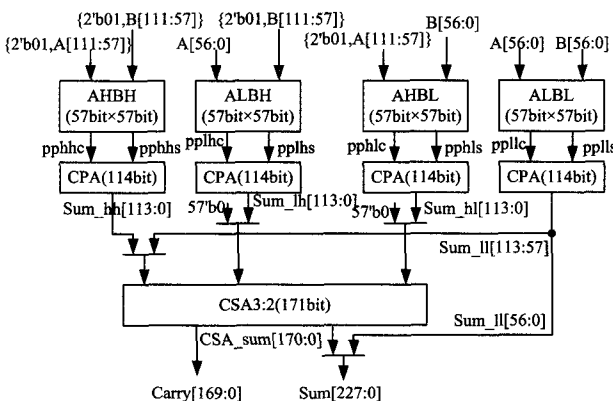 {2'b01,B[111:57]} {2'b01,B[111:57]}
{2'b01,A[111:57]} A[56:0] {2'b01,A[111:57]} B[56:0] A[56:0] B[56:0]
AHBH ALBH AHBL ALBL
(57bit×57bit) (57bit×57bit) (57bit×57bit) (57bit×57bit)
pphhc pphhs pplhc pplhs pphlc pphls ppllc pplls
CPA(114bit) CPA(114bit) CPA(114bit) CPA(114bit)
Sum_hh[113:0] 57'b0 Sum_lh[113:0] 57'b0 Sum_hl[113:0]
Sum_ll[113:57]
CSA3:2(171bit)
CSA_sum[170:0] Sum_ll[56:0]
Carry[169:0] Sum[227:0]